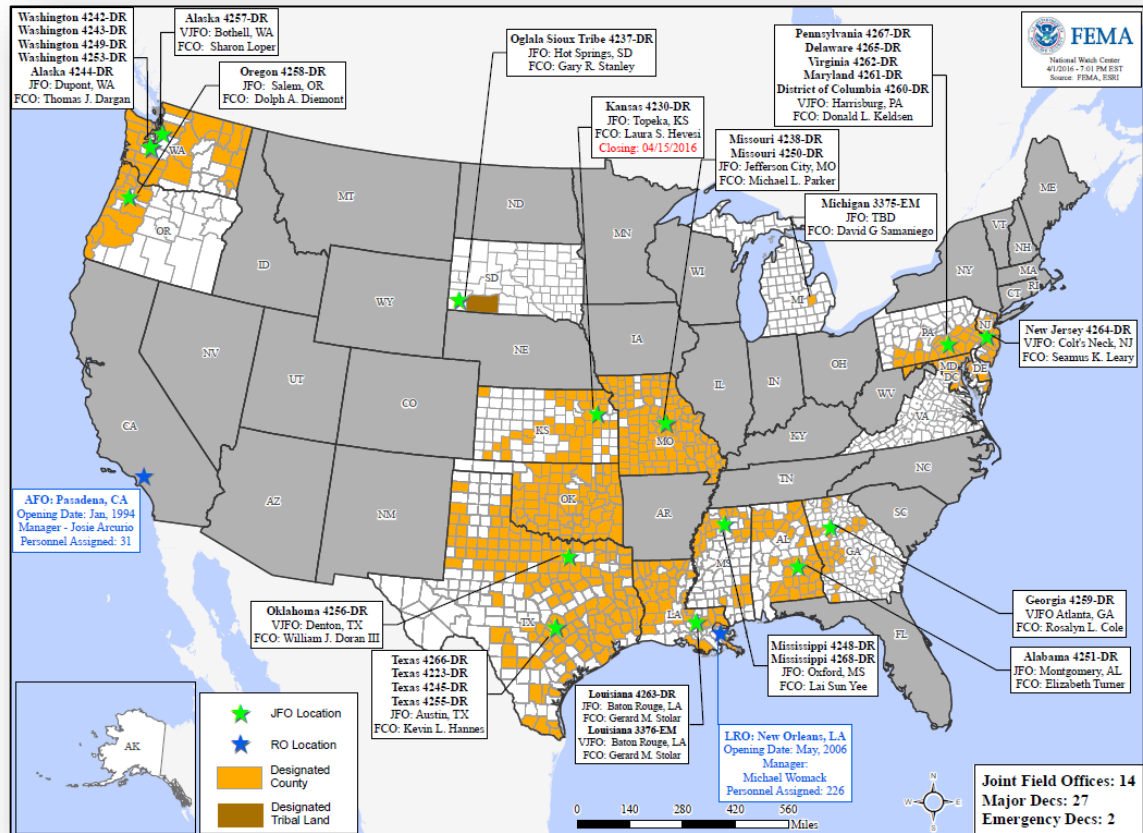 Washington 4242-DR
Washington 4243-DR
Washington 4249-DR
Washington 4253-DR
Alaska 4244-DR
JFO: Dupont, WA
FCO: Thomas J. Dargan
Alaska 4257-DR
VJFO: Bothell, WA
FCO: Sharon Loper
Oregon 4258-DR
JFO: Salem, OR
FCO: Dolph A. Diemont
Oglala Sioux Tribe 4237-DR
JFO: Hot Springs, SD
FCO: Gary R. Stanley
Kansas 4230-DR
JFO: Topeka, KS
FCO: Laura S. Hevesi
Closing: 04/15/2016
Missouri 4238-DR
Missouri 4250-DR
JFO: Jefferson City, MO
FCO: Michael L. Parker
Pennsylvania 4267-DR
Delaware 4265-DR
Virginia 4262-DR
Maryland 4261-DR
District of Columbia 4260-DR
VJFO: Harrisburg, PA
FCO: Donald L. Keldsen
FEMA
National Watch Center
4/1/2016 - 7:01 PM EST
Source: FEMA, ESRI
Michigan 3375-EM
JFO: TBD
FCO: David G Samaniego
New Jersey 4264-DR
VJFO: Colt's Neck, NJ
FCO: Seamus K. Leary
WA
OR
MT
ID
WY
ND
SD
MN
WI
MI
NE
IA
NV
UT
CO
CA
AZ
NM
KS
OK
TX
MO
AR
LA
IL
IN
OH
KY
TN
MS
AL
GA
FL
SC
NC
VA
WV
PA
NY
NJ
MD
DC
DE
ME
VT
NH
MA
RI
CT
AK
AFO: Pasadena, CA
Opening Date: Jan, 1994
Manager - Josie Arcurio
Personnel Assigned: 31
Oklahoma 4256-DR
VJFO: Denton, TX
FCO: William J. Doran III
Texas 4266-DR
Texas 4223-DR
Texas 4245-DR
Texas 4255-DR
JFO: Austin, TX
FCO: Kevin L. Hannes
Louisiana 4263-DR
JFO: Baton Rouge, LA
FCO: Gerard M. Stolar
Louisiana 3376-EM
VJFO: Baton Rouge, LA
FCO: Gerard M. Stolar
Mississippi 4248-DR
Mississippi 4268-DR
JFO: Oxford, MS
FCO: Lai Sun Yee
LRO: New Orleans, LA
Opening Date: May, 2006
Manager:
Michael Womack
Personnel Assigned: 226
Georgia 4259-DR
VJFO Atlanta, GA
FCO: Rosalyn L. Cole
Alabama 4251-DR
JFO: Montgomery, AL
FCO: Elizabeth Turner
JFO Location
RO Location
Designated
County
Designated
Tribal Land
0 140 280 420 560
Miles
N
W E
S
Joint Field Offices: 14
Major Decs: 27
Emergency Decs: 2